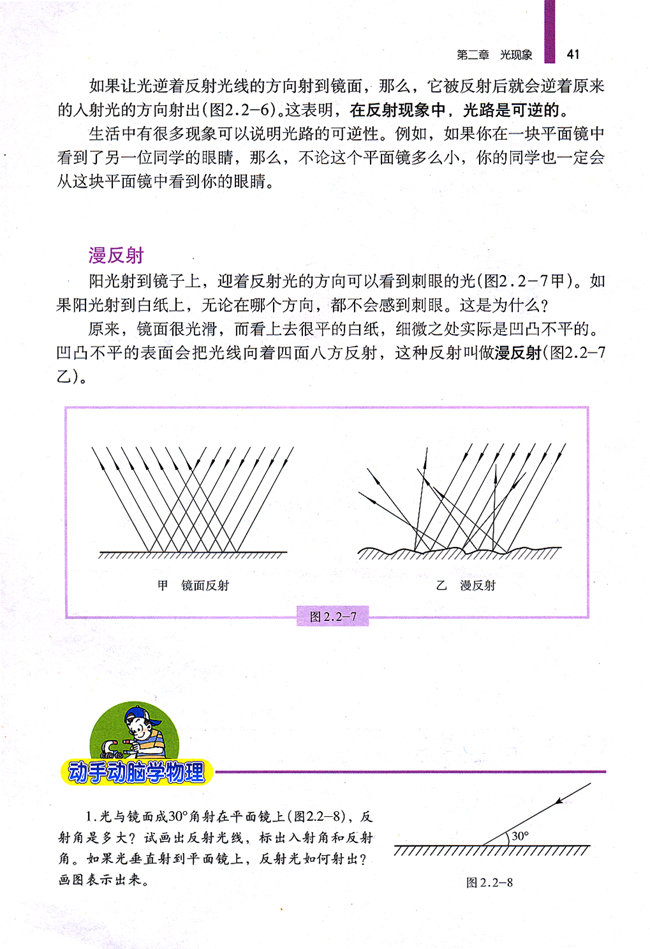 第二章 光现象 41
如果让光逆着反射光线的方向射到镜面，那么，它被反射后就会逆着原来
的入射光的方向射出(图2.2-6)。这表明，在反射现象中，光路是可逆的。
生活中有很多现象可以说明光路的可逆性。例如，如果你在一块平面镜中
看到了另一位同学的眼睛，那么，不论这个平面镜多么小，你的同学也一定会
从这块平面镜中看到你的眼睛。
漫反射
阳光射到镜子上，迎着反射光的方向可以看到刺眼的光(图2.2-7甲)。如
果阳光射到白纸上，无论在哪个方向，都不会感到刺眼。这是为什么？
原来，镜面很光滑，而看上去很平的白纸，细微之处实际是凹凸不平的。
凹凸不平的表面会把光线向着四面八方反射，这种反射叫做漫反射(图2.2-7
乙)。
甲 镜面反射
乙 漫反射
图2.2-7
动手动脑学物理
1.光与镜面成30°角射在平面镜上(图2.2-8)，反
射角是多大？试画出反射光线，标出入射角和反射
角。如果光垂直射到平面镜上，反射光如何射出？
画图表示出来。
30°
图2.2-8